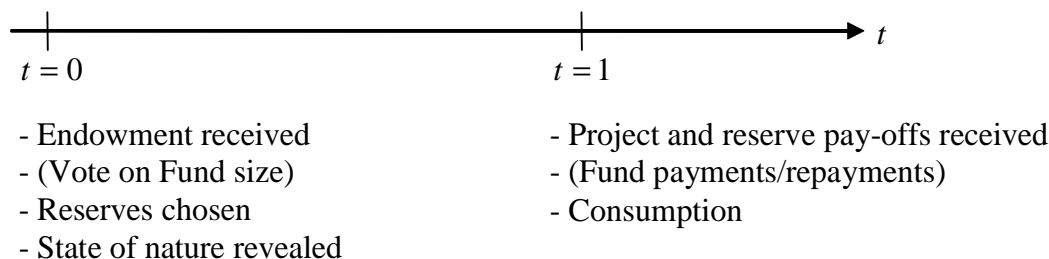 t
t = 0
t = 1
- Endowment received
- (Vote on Fund size)
- Reserves chosen
- State of nature revealed
- Project and reserve pay-offs received
- (Fund payments/repayments)
- Consumption